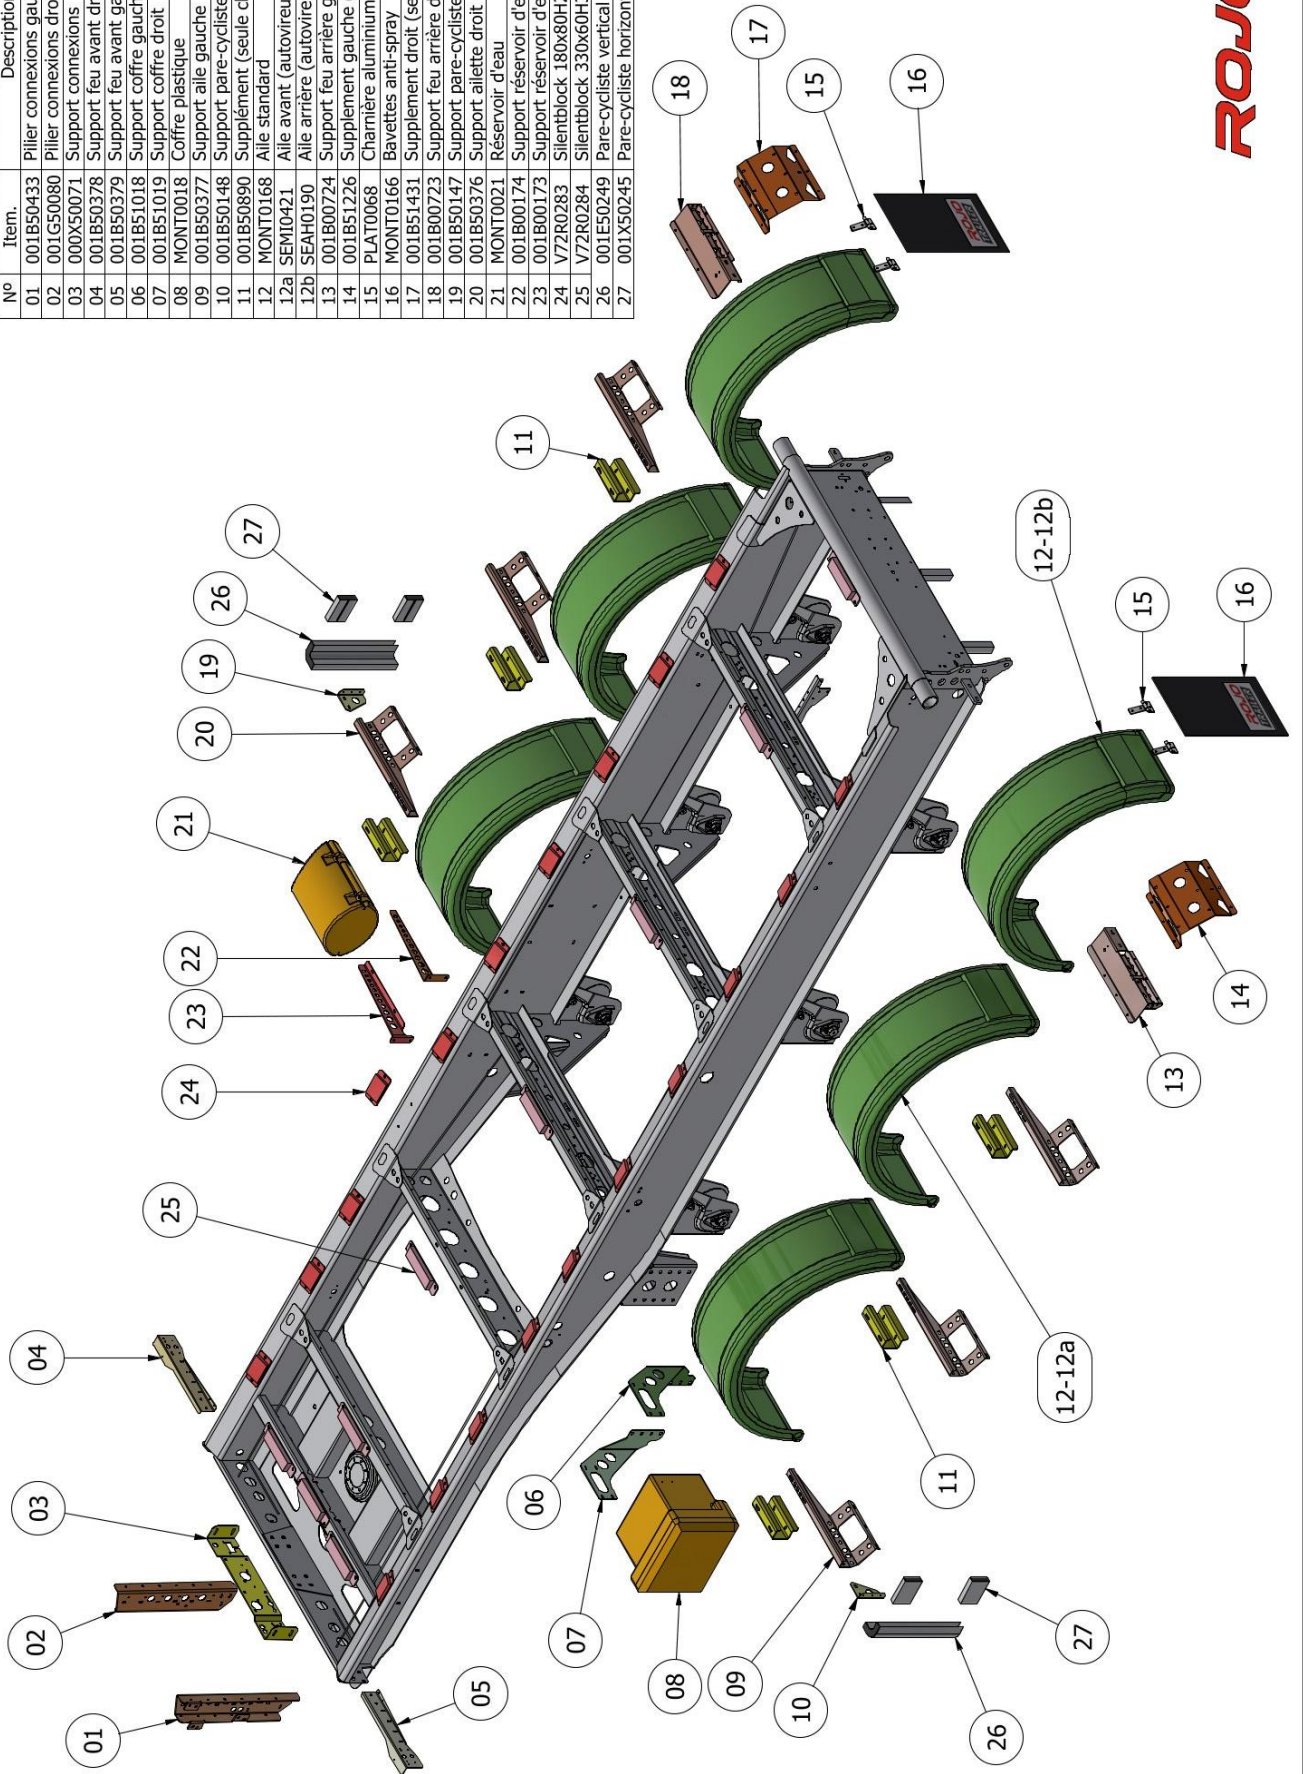 Nº Item. Description
01 001B50433 Pilier connexions gau
02 001G50080 Pilier connexions dro
03 000X50071 Support connexions
04 001B50378 Support feu avant dr
05 001B50379 Support feu avant ga
06 001B51018 Support coffre gauch
07 001B51019 Support coffre droit
08 MONT0018 Coffre plastique
09 001B50377 Support aile gauche
10 001B50148 Support pare-cycliste
11 001B50890 Supplément (seule cl
12 MONT0168 Aile standard
12a SEMI0421 Aile avant (autovireu
12b SEAH0190 Aile arrière (autovire
13 001B00724 Support feu arrière g
14 001B51226 Supplement gauche
15 PLAT0068 Charnière aluminium
16 MONT0166 Bavettes anti-spray
17 001B51431 Supplement droit (se
18 001B00723 Support feu arrière d
19 001B50147 Support pare-cycliste
20 001B50376 Support ailette droit
21 MONT0021 Réservoir d'eau
22 001B00174 Support réservoir d'e
23 001B00173 Support réservoir d'e
24 V72R0283 Silentblock 180x80H
25 V72R0284 Silentblock 330x60H
26 001E50249 Pare-cycliste vertical
27 001X50245 Pare-cycliste horizon
01
02
03
04
05
25
24
23
22
21
20
19
26
27
11
18
17
15
16
ROJO
06
07
08
09
10
26
27
11
12-12a
13
14
12-12b
15
16
ROJO
ROJO